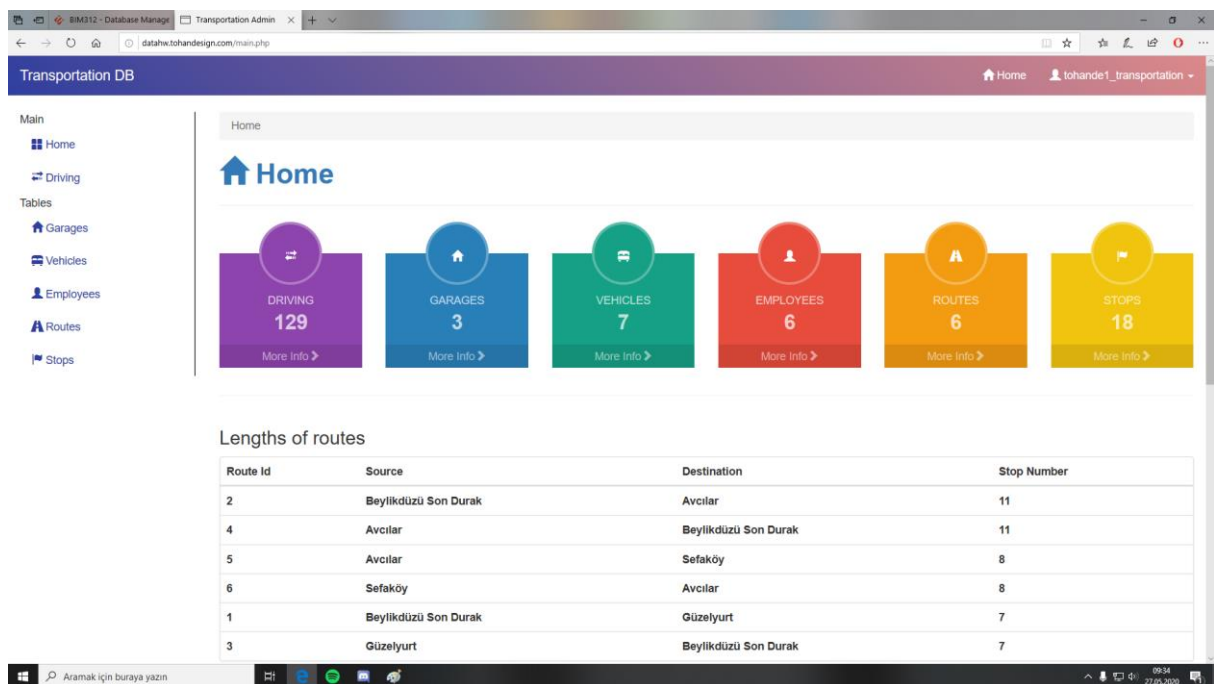 BIM312 - Database Manage
Transportation Admin
datahw.tohandesign.com/main.php
Transportation DB
Home
tohande1_transportation
Main
Home
Driving
Tables
Garages
Vehicles
Employees
Routes
Stops
Home
Home
DRIVING
129
More Info
GARAGES
3
More Info
VEHICLES
7
More Info
EMPLOYEES
6
More Info
ROUTES
6
More Info
STOPS
18
More Info
Lengths of routes
Route Id Source Destination Stop Number
2 Beylikdüzü Son Durak Avcılar 11
4 Avcılar Beylikdüzü Son Durak 11
5 Avcılar Sefaköy 8
6 Sefaköy Avcılar 8
1 Beylikdüzü Son Durak Güzelyurt 7
3 Güzelyurt Beylikdüzü Son Durak 7
Aramak için buraya yazın
09:34
27.05.2020